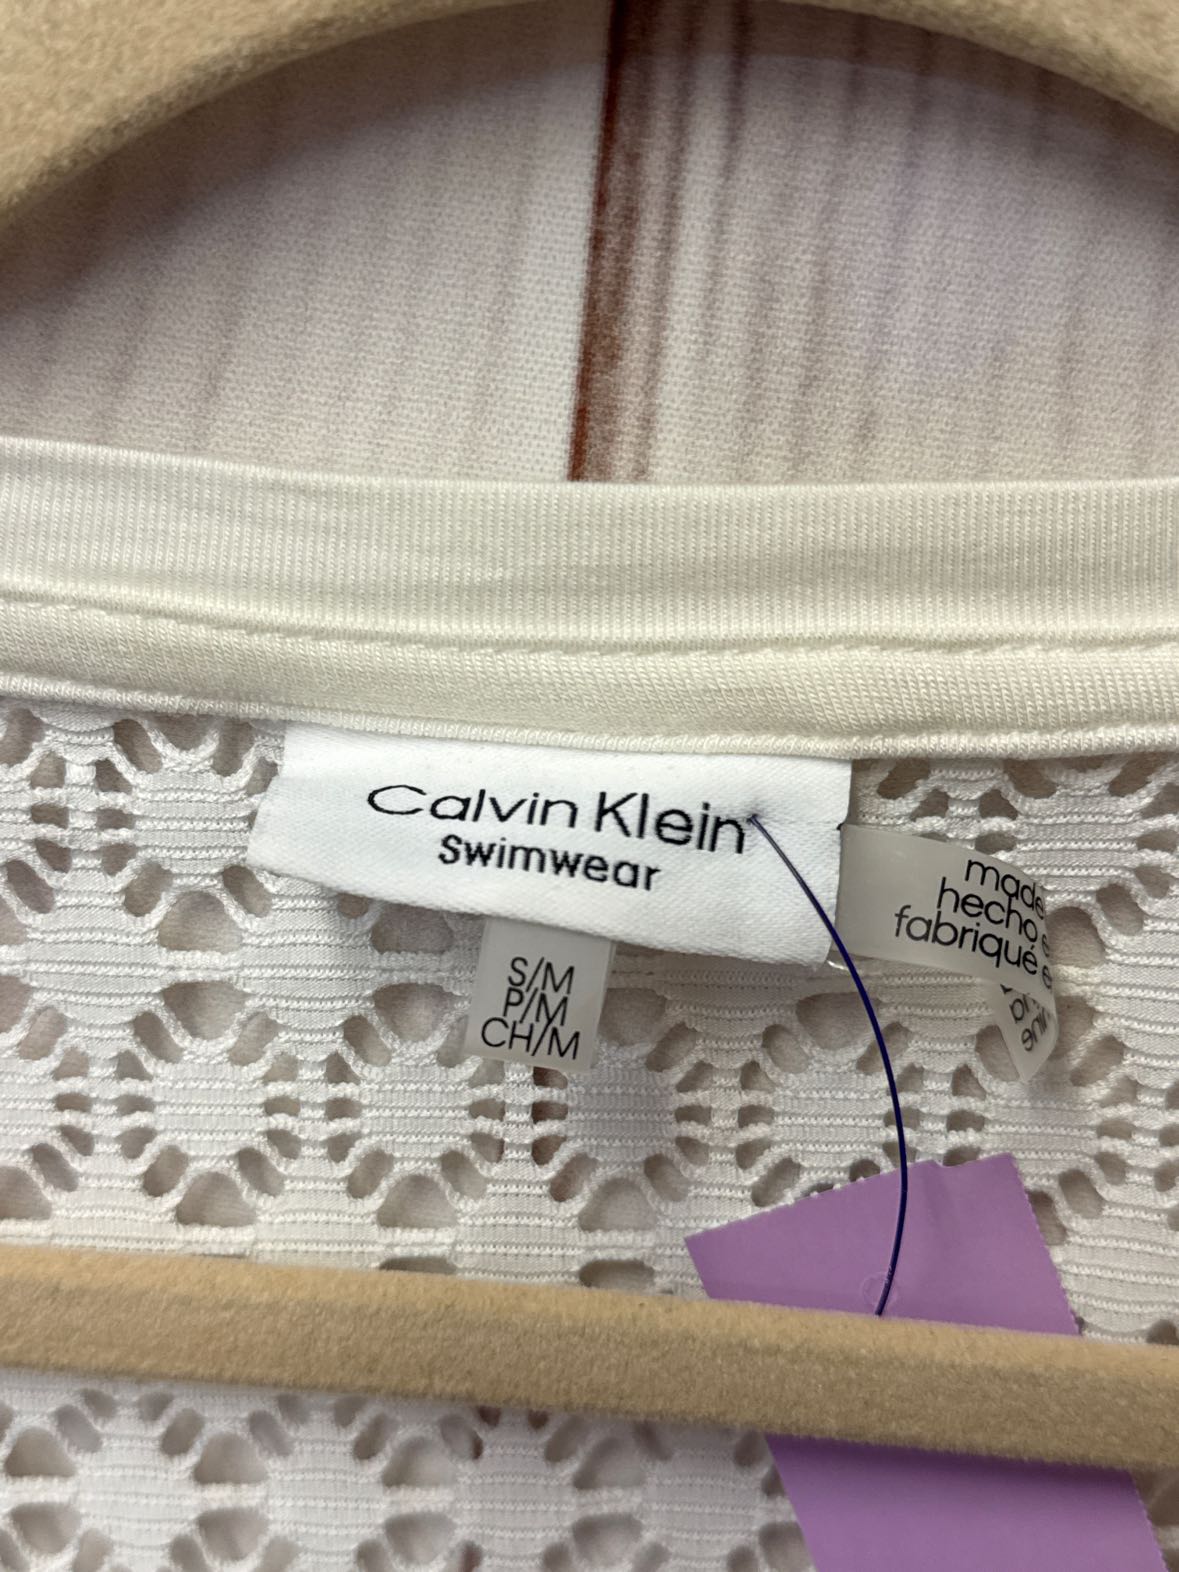 Calvin Klein
Swimwear
S/M
P/M
CH/M
made
hecho
fabriqué